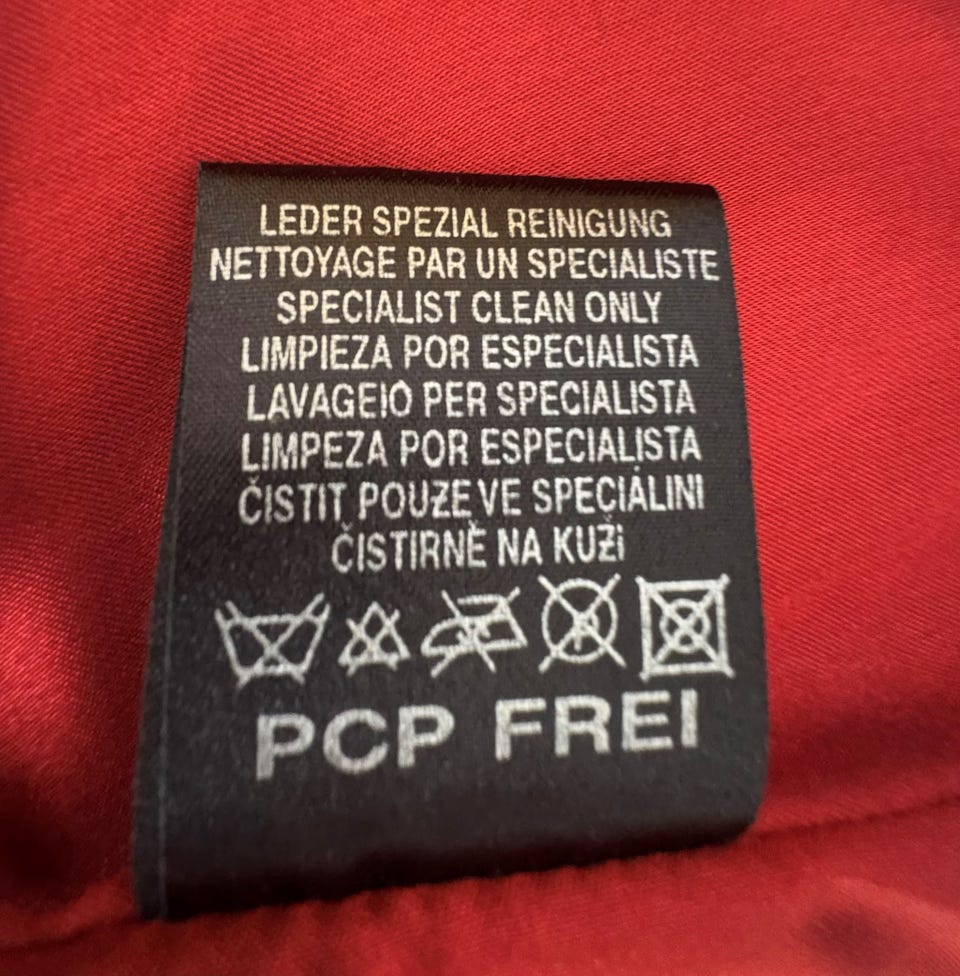 LEDER SPEZIAL REINIGUNG
NETTOYAGE PAR UN SPECIALISTE
SPECIALIST CLEAN ONLY
LIMPIEZA POR ESPECIALISTA
LAVAGEIO PER SPECIALISTA
LIMPEZA POR ESPECIALISTA
ČISTIT POUZE VE SPECIÁLINI
ČISTIRNĚ NA KUŽi
PCP FREI